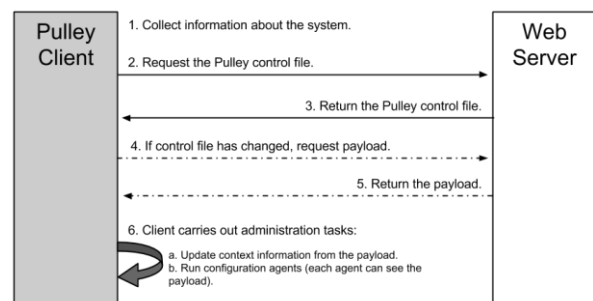 Pulley
Client
Web
Server
1. Collect information about the system.
2. Request the Pulley control file.
3. Return the Pulley control file.
4. If control file has changed, request payload.
5. Return the payload.
6. Client carries out administration tasks:
a. Update context information from the payload.
b. Run configuration agents (each agent can see the
payload).